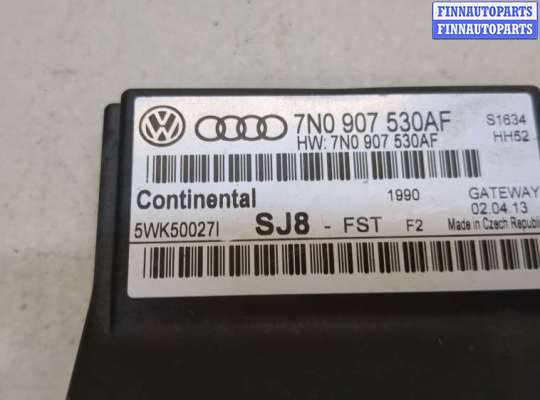 FINNAUTOPARTS
FINNAUTOPARTS
7N0 907 530AF S1634
HW: 7N0 907 530AF HH52
Continental 1990 GATEWAY
5WK50027I SJ8 - FST F2 02.04.13
Made in Czech Republic